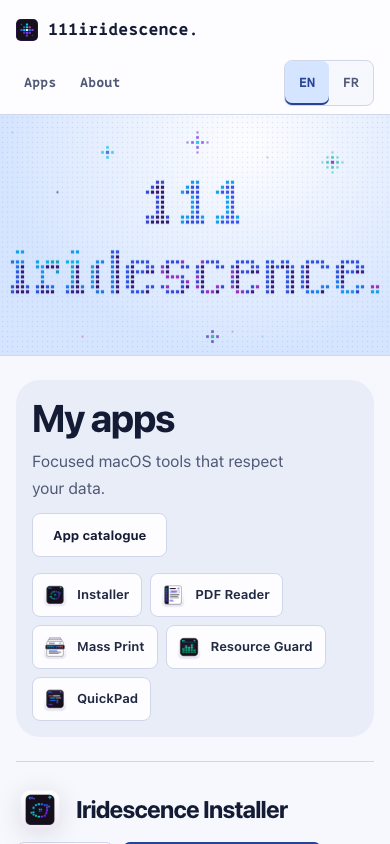 111iridescence.
Apps
About
EN
FR
111
iridescence.
My apps
Focused macOS tools that respect
your data.
App catalogue
Installer
PDF Reader
Mass Print
Resource Guard
QuickPad
Iridescence Installer